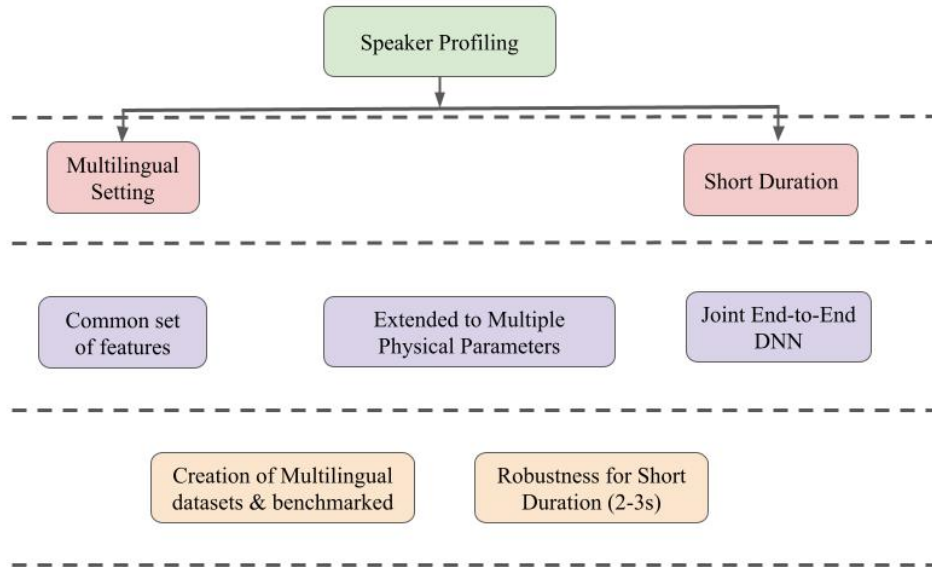 Speaker Profiling
Multilingual
Setting
Short Duration
Common set
of features
Extended to Multiple
Physical Parameters
Joint End-to-End
DNN
Creation of Multilingual
datasets & benchmarked
Robustness for Short
Duration (2-3s)